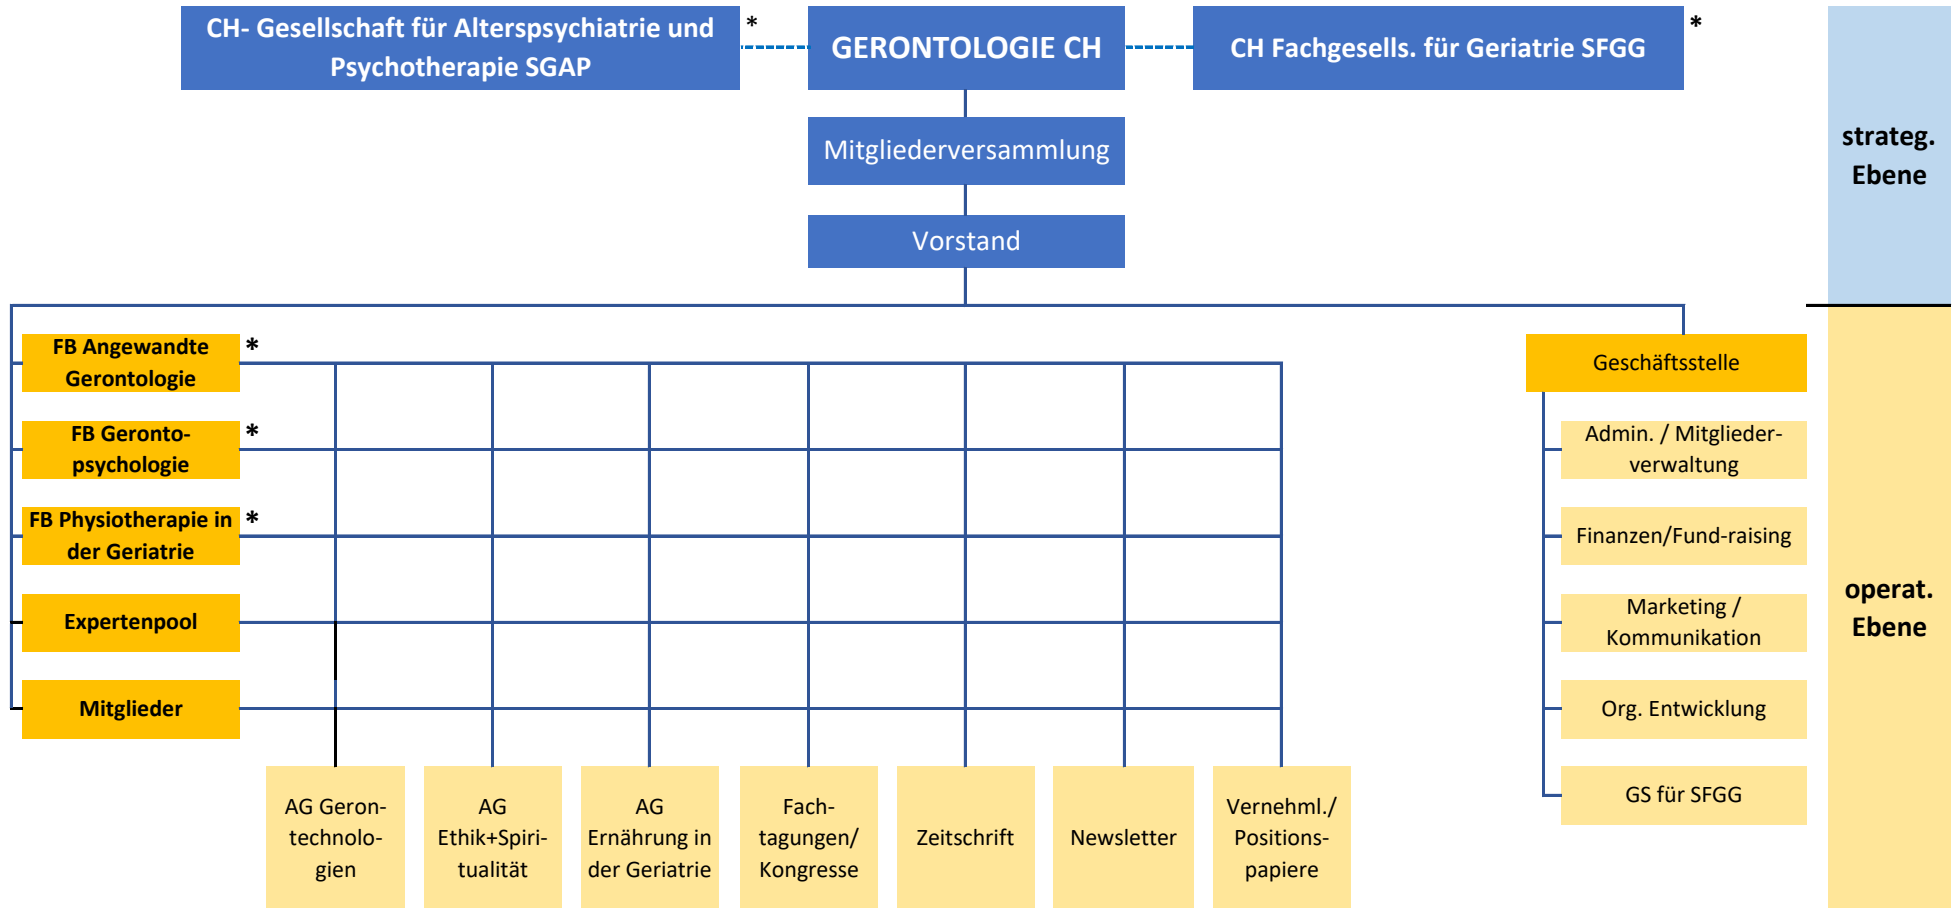 CH- Gesellschaft für Alterspsychiatrie und
Psychotherapie SGAP
*
GERONTOLOGIE CH
CH Fachgesells. für Geriatrie SFGG
*
Mitgliederversammlung
Vorstand
strateg.
Ebene
FB Angewandte
Gerontologie
*
FB Geronto-
psychologie
*
FB Physiotherapie in
der Geriatrie
*
Expertenpool
Mitglieder
AG Geron-
technolo-
gien
AG
Ethik+Spiri-
tualität
AG
Ernährung in
der Geriatrie
Fach-
tagungen/
Kongresse
Zeitschrift
Newsletter
Vernehml./
Positions-
papiere
Geschäftsstelle
Admin. / Mitglieder-
verwaltung
Finanzen/Fund-raising
Marketing /
Kommunikation
Org. Entwicklung
GS für SFGG
operat.
Ebene